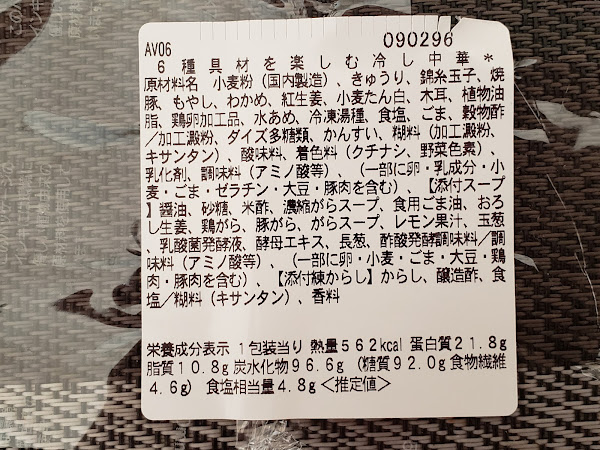 090296
AV06
6種具材を楽しむ冷し中華*
原材料名 小麦粉(国内製造)、きゅうり、錦糸玉子、焼
豚、もやし、わかめ、紅生姜、小麦たん白、木耳、植物油
脂、鶏卵加工品、水あめ、冷凍湯種、食塩、ごま、穀物酢
/加工澱粉、ダイズ多糖類、かんすい、糊料(加工澱粉、
キサンタン)、酸味料、着色料(クチナシ、野菜色素)、
乳化剤、調味料(アミノ酸等)、(一部に卵・乳成分・小
麦・ごま・ゼラチン・大豆・豚肉を含む)、【添付スープ
】醤油、砂糖、米酢、濃縮がらスープ、食用ごま油、おろ
し生姜、鶏がら、豚がら、がらスープ、レモン果汁、玉葱
、乳酸菌発酵液、酵母エキス、長葱、酢酸発酵調味料/調
味料(アミノ酸等)、(一部に卵・小麦・ごま・大豆・鶏
肉・豚肉を含む)、【添付練からし】からし、醸造酢、食
塩/糊料(キサンタン)、香料
栄養成分表示 1包装当り 熱量562kcal 蛋白質21.8g
脂質10.8g 炭水化物96.6g (糖質92.0g 食物繊維
4.6g) 食塩相当量4.8g<推定値>